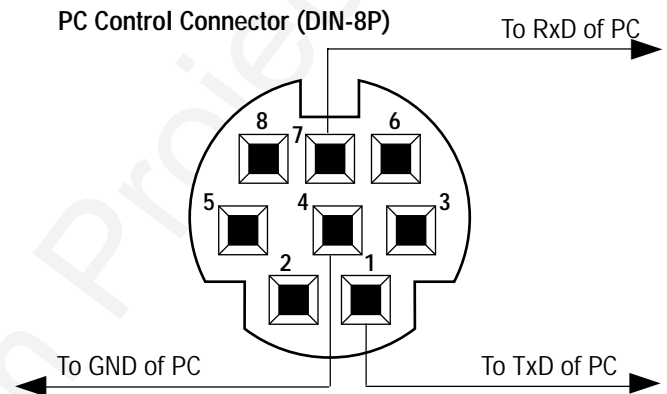 PC Control Connector (DIN-8P)
To RxD of PC
8 7 6
5 4 3
2 1
To GND of PC
To TxD of PC